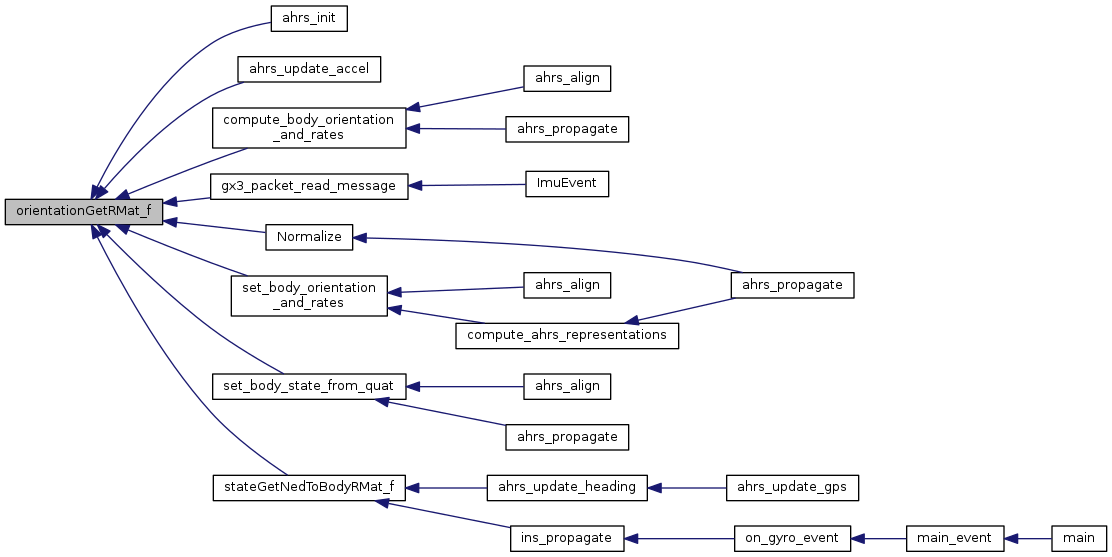 ahrs_init
ahrs_update_accel
compute_body_orientation
_and_rates
ahrs_align
ahrs_propagate
gx3_packet_read_message
ImuEvent
orientationGetRMat_f
Normalize
ahrs_propagate
set_body_orientation
_and_rates
ahrs_align
compute_ahrs_representations
set_body_state_from_quat
ahrs_align
ahrs_propagate
stateGetNedToBodyRMat_f
ahrs_update_heading
ahrs_update_gps
ins_propagate
on_gyro_event
main_event
main